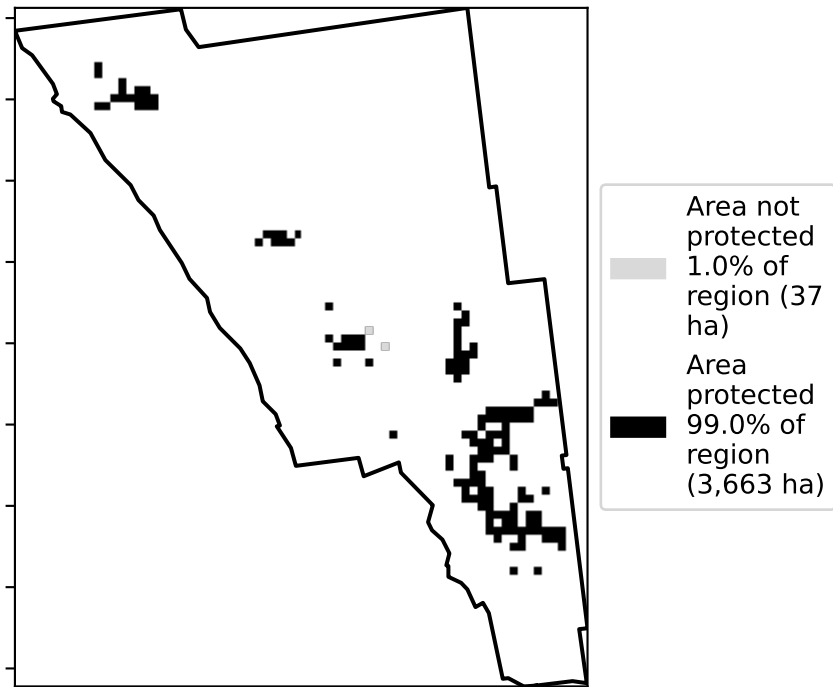 Area not
protected
1.0% of
region (37
ha)
Area
protected
99.0% of
region
(3,663 ha)